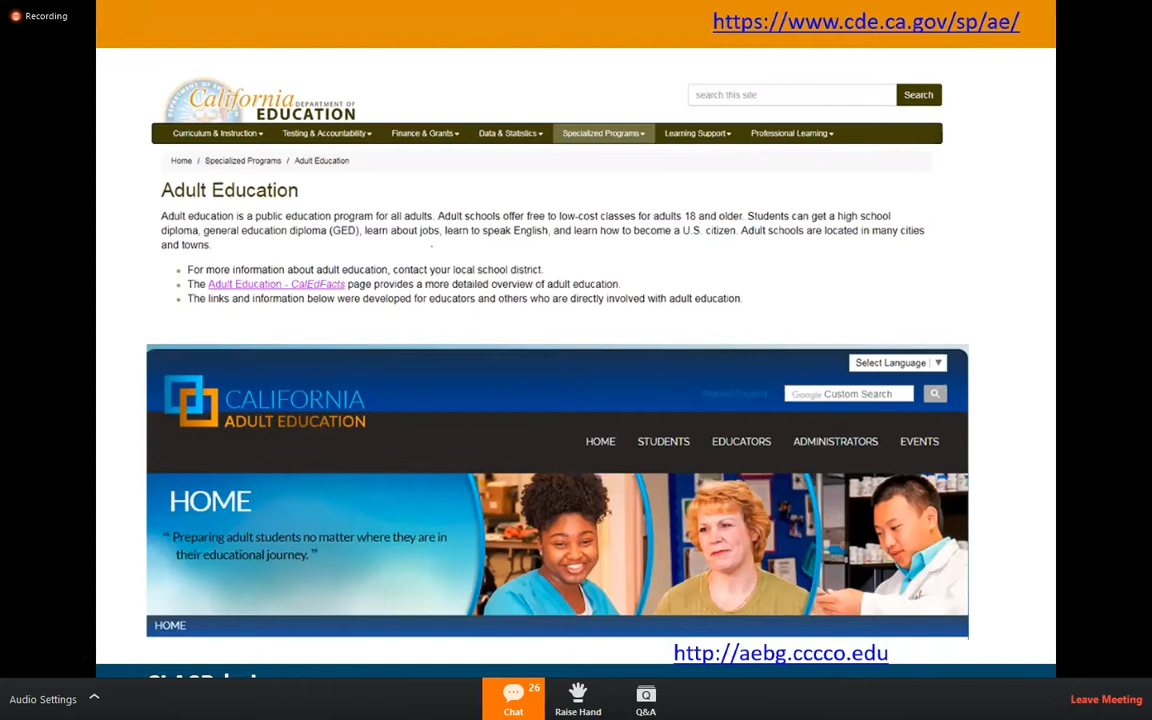 Recording
https://www.cde.ca.gov/sp/ae/
California DEPARTMENT OF
EDUCATION
search this site
Search
Curriculum & Instruction Testing & Accountability Finance & Grants Data & Statistics Specialized Programs Learning Support Professional Learning
Home / Specialized Programs / Adult Education
Adult Education
Adult education is a public education program for all adults. Adult schools offer free to low-cost classes for adults 18 and older. Students can get a high school
diploma, general education diploma (GED), learn about jobs, learn to speak English, and learn how to become a U.S. citizen. Adult schools are located in many cities
and towns.
For more information about adult education, contact your local school district.
The Adult Education - CalEdFacts page provides a more detailed overview of adult education.
The links and information below were developed for educators and others who are directly involved with adult education.
Select Language
Google Custom Search
CALIFORNIA
ADULT EDUCATION
HOME STUDENTS EDUCATORS ADMINISTRATORS EVENTS
HOME
“ Preparing adult students no matter where they are in
their educational journey. ”
HOME
http://aebg.cccco.edu
Audio Settings
Chat 26
Raise Hand
Q&A
Leave Meeting